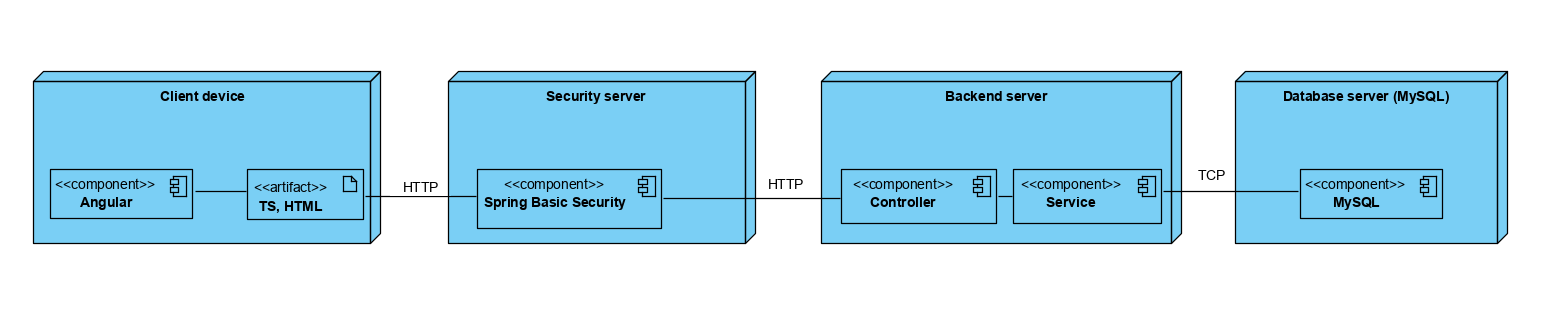 Client device
<<component>>
Angular
<<artifact>>
TS, HTML
HTTP
Security server
<<component>>
Spring Basic Security
HTTP
Backend server
<<component>>
Controller
<<component>>
Service
TCP
Database server (MySQL)
<<component>>
MySQL